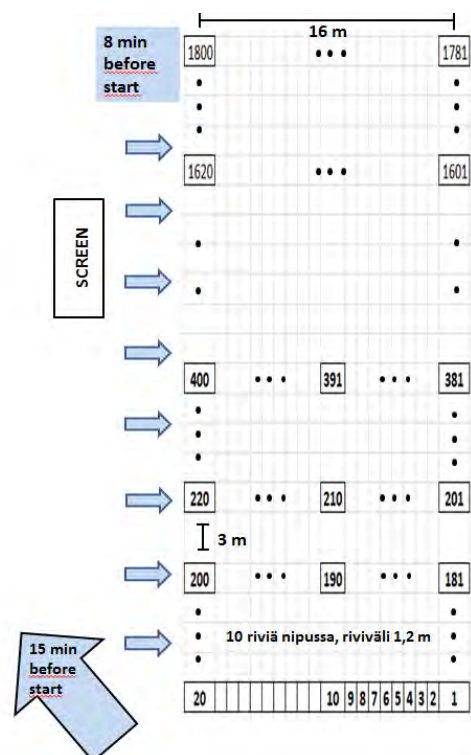 16 m
8 min
before
start
1800 ••• 1781
1620 ••• 1601
SCREEN
400 ••• 391 ••• 381
220 ••• 210 ••• 201
3 m
200 ••• 190 ••• 181
15 min
before
start
10 riviä nipussa, riviväli 1,2 m
20 10 9 8 7 6 5 4 3 2 1